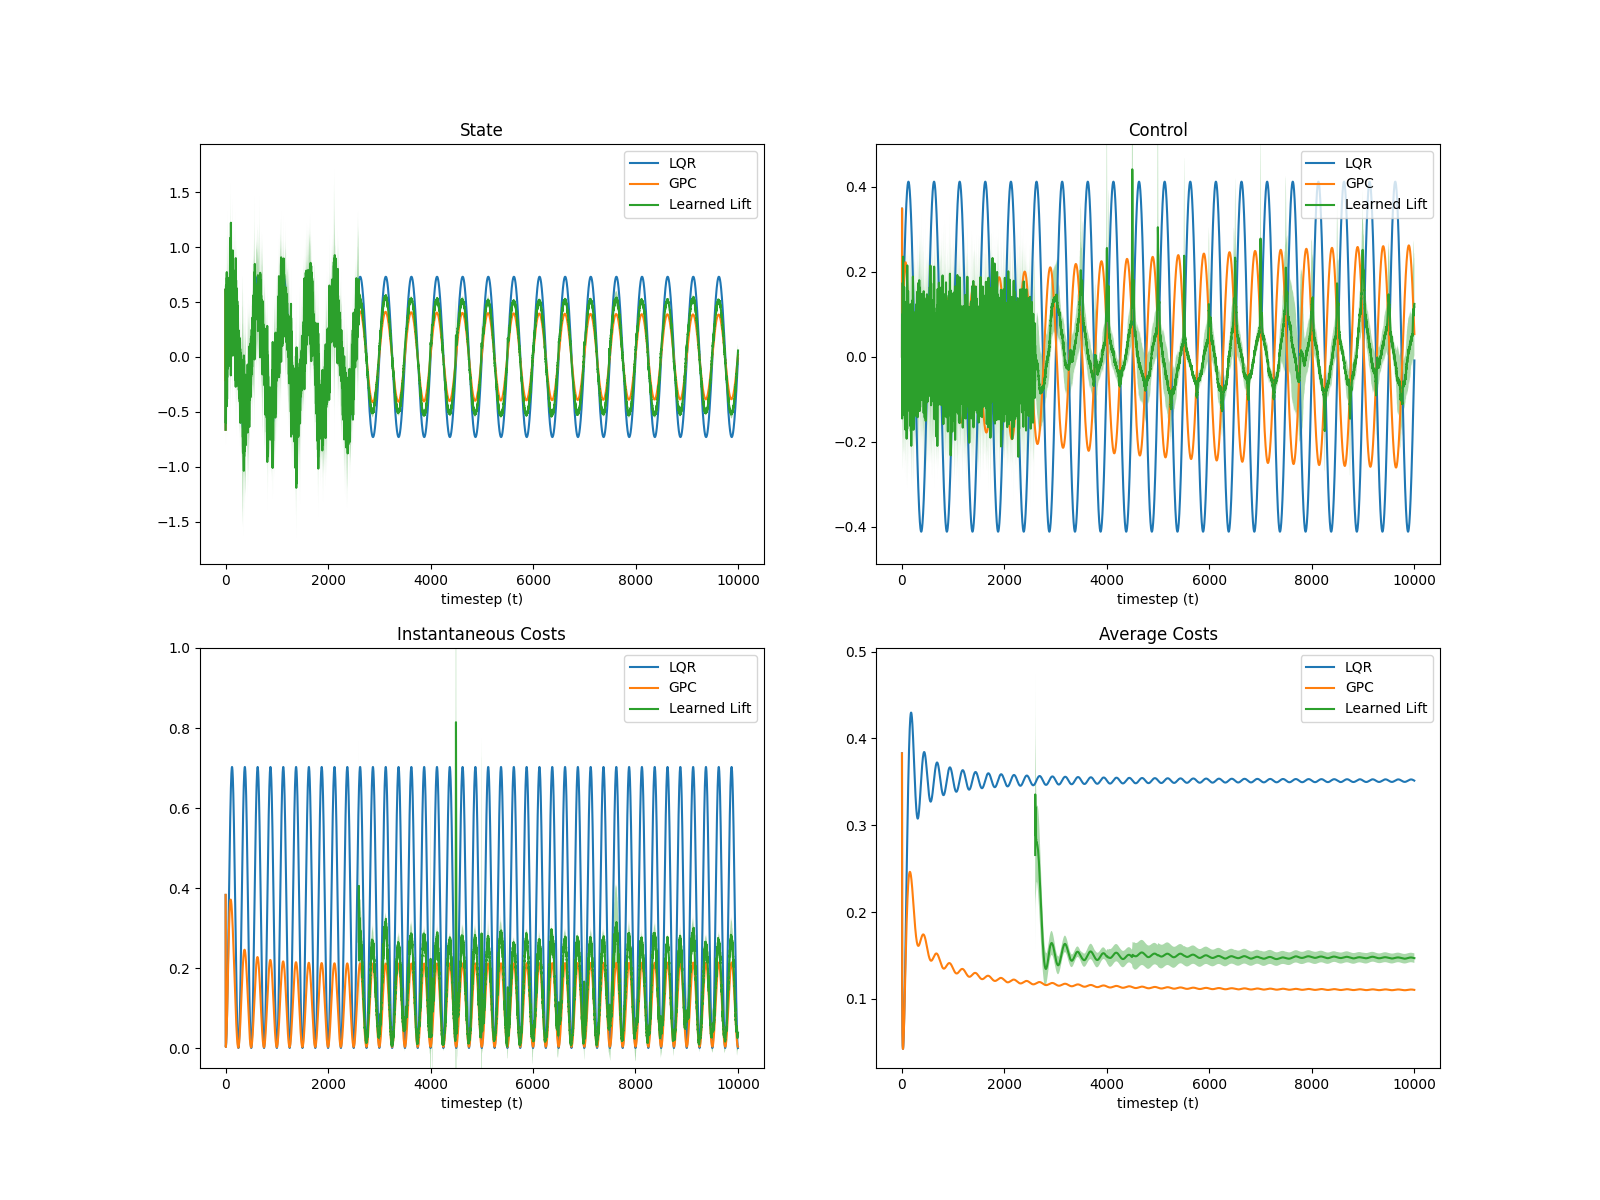 State
LQR
GPC
Learned Lift
1.5
1.0
0.5
0.0
−0.5
−1.0
−1.5
0
2000
4000
6000
8000
10000
timestep (t)
Control
LQR
GPC
Learned Lift
0.4
0.2
0.0
−0.2
−0.4
0
2000
4000
6000
8000
10000
timestep (t)
Instantaneous Costs
LQR
GPC
Learned Lift
1.0
0.8
0.6
0.4
0.2
0.0
0
2000
4000
6000
8000
10000
timestep (t)
Average Costs
LQR
GPC
Learned Lift
0.5
0.4
0.3
0.2
0.1
0
2000
4000
6000
8000
10000
timestep (t)